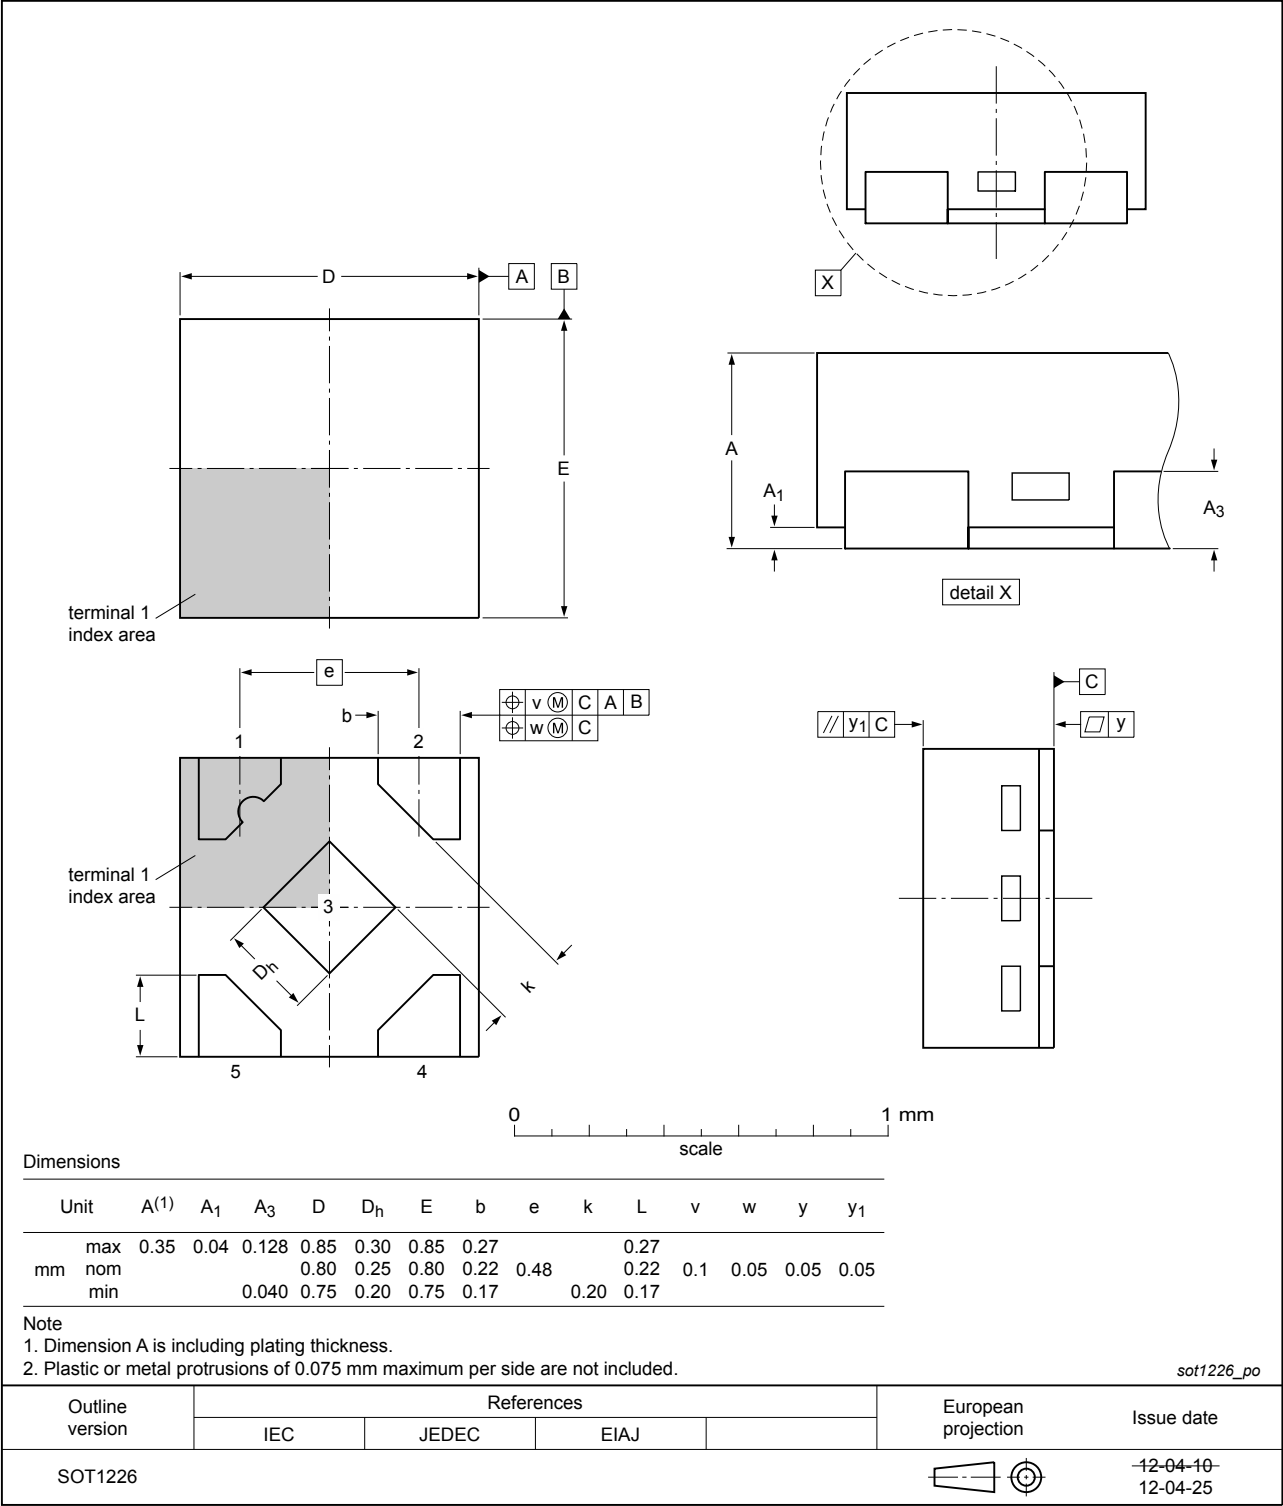 X
D
A
B
E
terminal 1
index area
A
A1
A3
detail X
e
b
v Ⓜ C A B
w Ⓜ C
1
2
terminal 1
index area
3
Dh
k
L
5
4
C
// y1 C
y
0
1 mm
scale
Dimensions
Unit A(1) A1 A3 D Dh E b e k L v w y y1
max 0.35 0.04 0.128 0.85 0.30 0.85 0.27 0.27
mm nom 0.80 0.25 0.80 0.22 0.48 0.22 0.1 0.05 0.05 0.05
min 0.040 0.75 0.20 0.75 0.17 0.20 0.17
Note
1. Dimension A is including plating thickness.
2. Plastic or metal protrusions of 0.075 mm maximum per side are not included.
sot1226_po
Outline
version
References
IEC
JEDEC
EIAJ
European
projection
Issue date
SOT1226
12-04-10
12-04-25